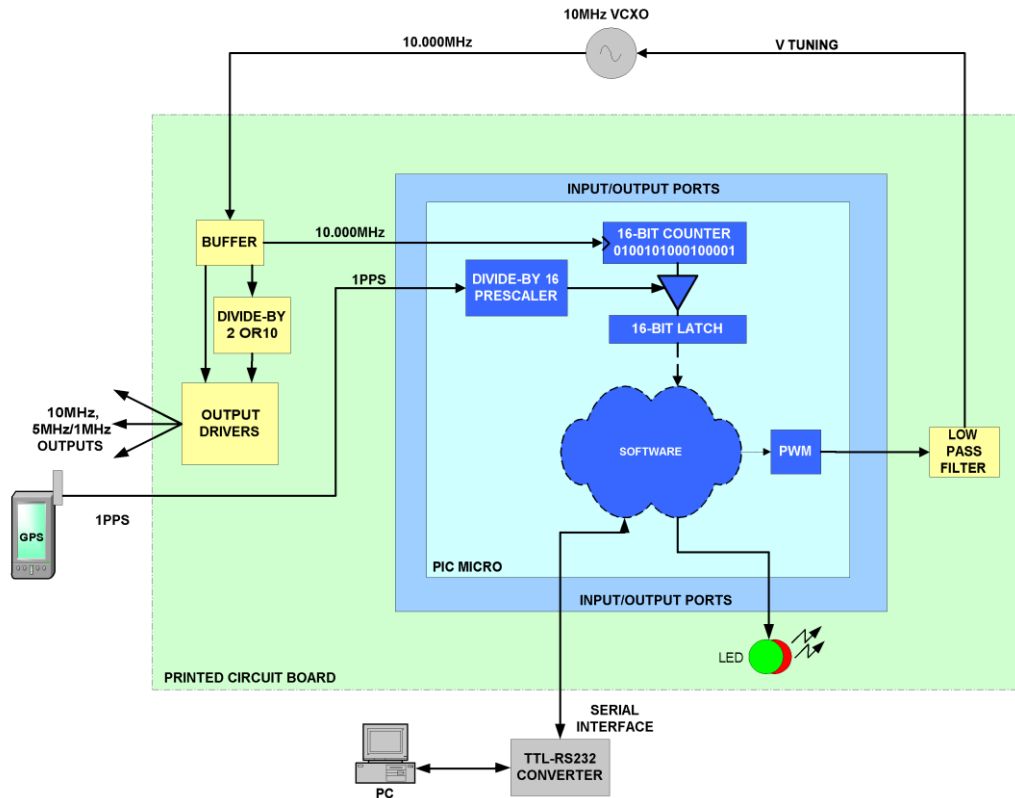 10MHz VCXO
10.000MHz
V TUNING
INPUT/OUTPUT PORTS
BUFFER
10.000MHz
16-BIT COUNTER
0100101000100001
1PPS
DIVIDE-BY 16
PRESCALER
DIVIDE-BY
2 OR10
16-BIT LATCH
10MHz,
5MHz/1MHz
OUTPUTS
OUTPUT
DRIVERS
SOFTWARE
PWM
LOW
PASS
FILTER
GPS
1PPS
PIC MICRO
INPUT/OUTPUT PORTS
LED
PRINTED CIRCUIT BOARD
SERIAL
INTERFACE
TTL-RS232
CONVERTER
PC